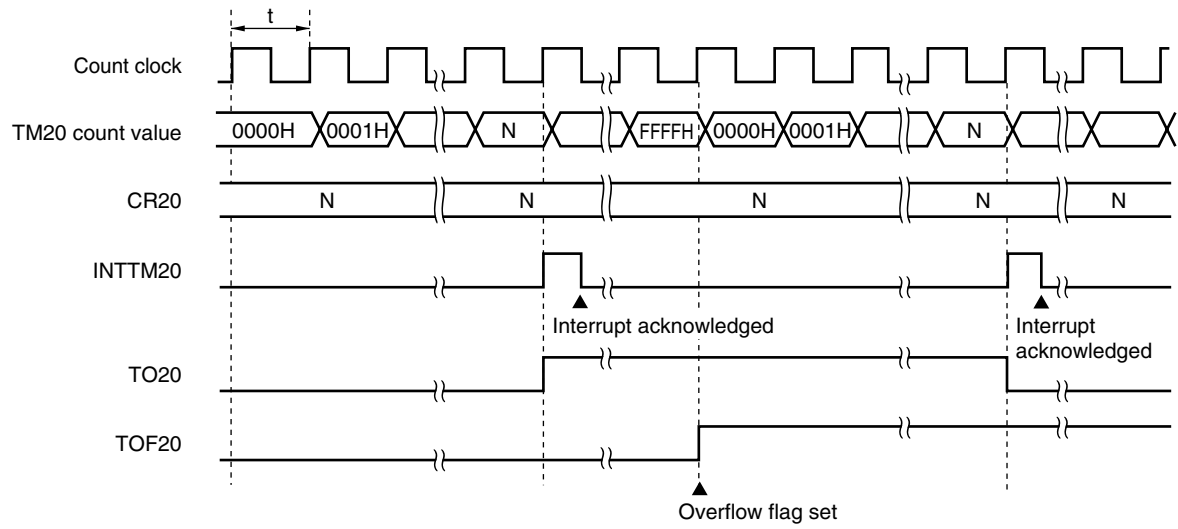 t
Count clock
TM20 count value
0000H 0001H N FFFFH 0000H 0001H N
CR20
N N N N N
INTTM20
Interrupt acknowledged
Interrupt
acknowledged
TO20
TOF20
Overflow flag set